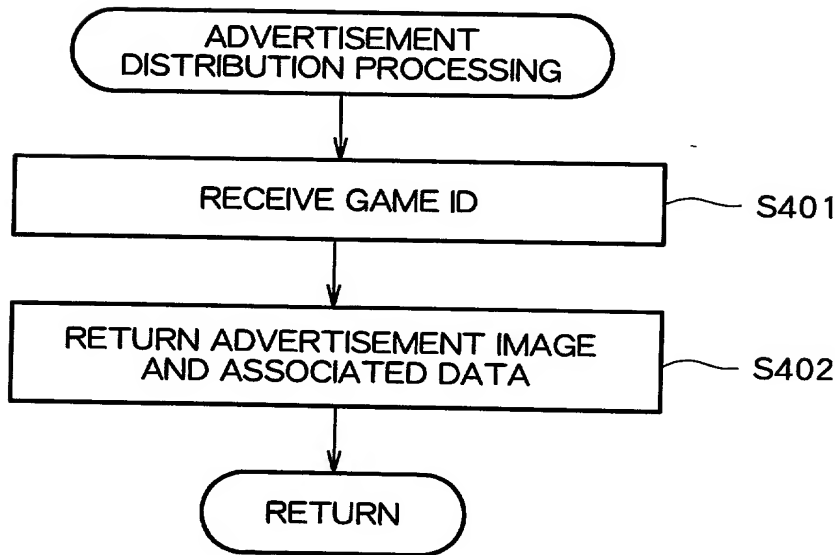 ADVERTISEMENT
DISTRIBUTION PROCESSING
RECEIVE GAME ID
S401
RETURN ADVERTISEMENT IMAGE
AND ASSOCIATED DATA
S402
RETURN